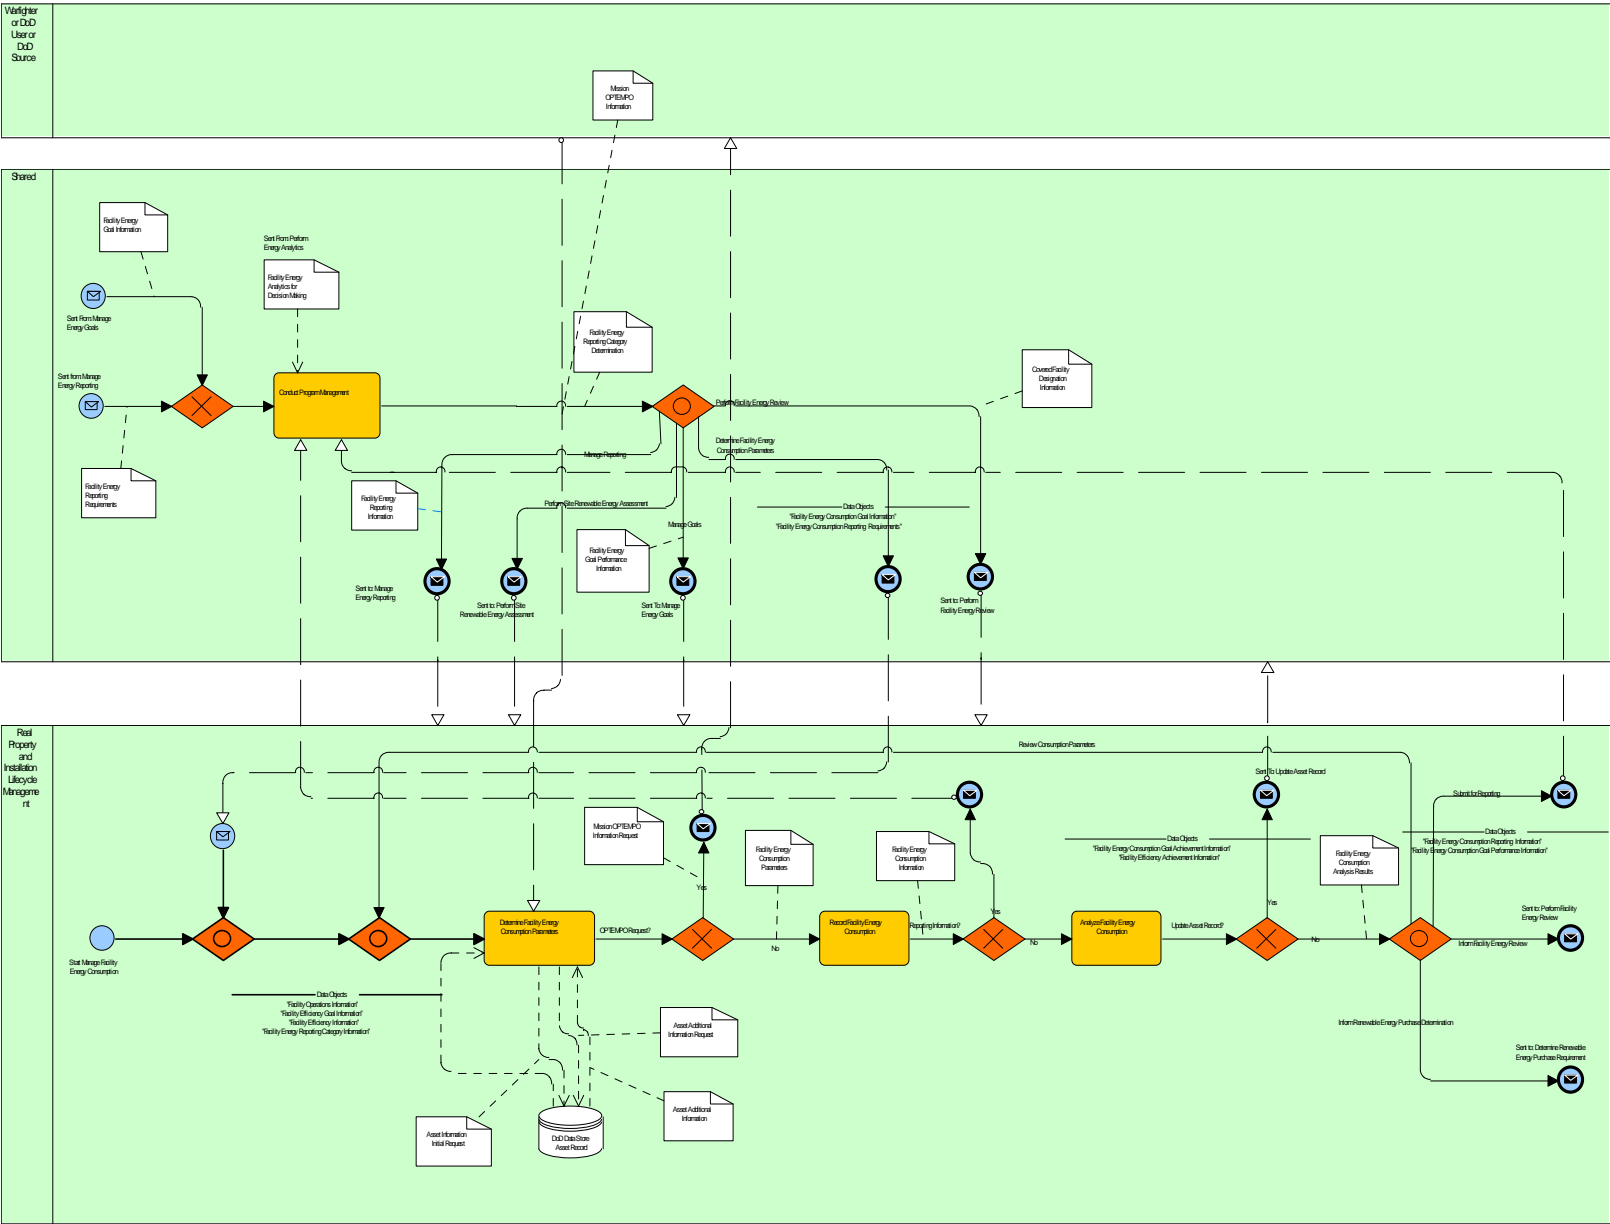 Warfighter
or DoD
User or
DoD
Source
Mission
OPTEMPO
Information
Shared
Facility Energy
Goal Information
Sent From Perform
Energy Analytics
Facility Energy
Analytics for
Decision Making
Sent From Manage
Energy Goals
Facility Energy
Reporting Category
Determination
Sent from Manage
Energy Reporting
Conduct Program Management
Covered Facility
Designation
Information
Perform Facility Energy Review
Determine Facility Energy
Consumption Parameters
Manage Reporting
Facility Energy
Reporting
Requirements
Facility Energy
Reporting
Information
Perform Site Renewable Energy Assessment
Manage Goals
Data Objects
"Facility Energy Consumption Goal Information"
"Facility Energy Consumption Reporting Requirements"
Facility Energy
Goal Performance
Information
Sent to: Manage
Energy Reporting
Sent to: Perform Site
Renewable Energy Assessment
Sent To: Manage
Energy Goals
Sent to: Perform
Facility Energy Review
Real
Property
and
Installation
Lifecycle
Manageme
nt
Review Consumption Parameters
Sent To: Update Asset Record
Submit for Reporting
Mission OPTEMPO
Information Request
Facility Energy
Consumption
Parameters
Facility Energy
Consumption
Information
Data Objects
"Facility Energy Consumption Goal Achievement Information"
"Facility Efficiency Achievement Information"
Facility Energy
Consumption
Analysis Results
Data Objects
"Facility Energy Consumption Reporting Information"
"Facility Energy Consumption Goal Performance Information"
Yes
Yes
Yes
Start Manage Facility
Energy Consumption
Determine Facility Energy
Consumption Parameters
OPTEMPO Request?
No
Record Facility Energy
Consumption
Reporting Information?
No
Analyze Facility Energy
Consumption
Update Asset Record?
No
Sent to: Perform Facility
Energy Review
Inform Facility Energy Review
Data Objects
"Facility Operations Information"
"Facility Efficiency Goal Information"
"Facility Efficiency Information"
"Facility Energy Reporting Category Information"
Asset Additional
Information Request
Inform Renewable Energy Purchase Determination
Sent to: Determine Renewable
Energy Purchase Requirement
Asset Additional
Information
Asset Information
Initial Request
DoD Data Store
Asset Record